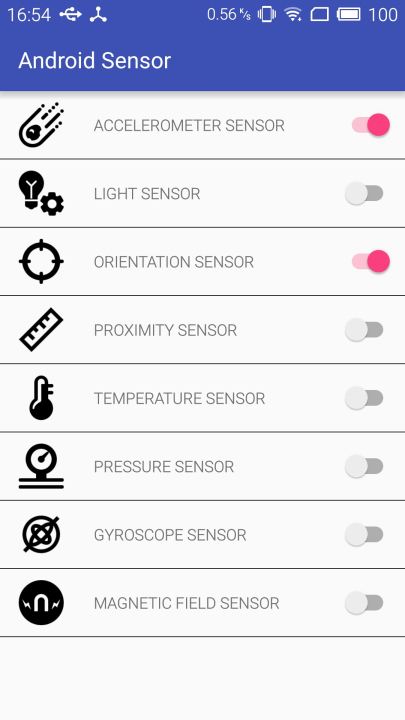 16:54 0.56 K/s 100
Android Sensor
ACCELEROMETER SENSOR
LIGHT SENSOR
ORIENTATION SENSOR
PROXIMITY SENSOR
TEMPERATURE SENSOR
PRESSURE SENSOR
GYROSCOPE SENSOR
MAGNETIC FIELD SENSOR